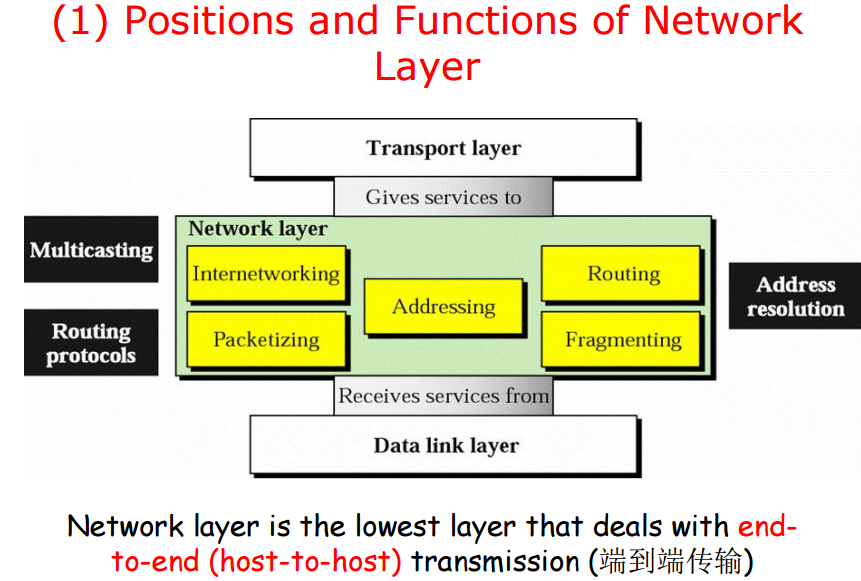 (1) Positions and Functions of Network
Layer
Transport layer
Gives services to
Network layer
Multicasting
Internetworking
Routing
Addressing
Address
resolution
Routing
protocols
Packetizing
Fragmenting
Receives services from
Data link layer
Network layer is the lowest layer that deals with end-
to-end (host-to-host) transmission (端到端传输)